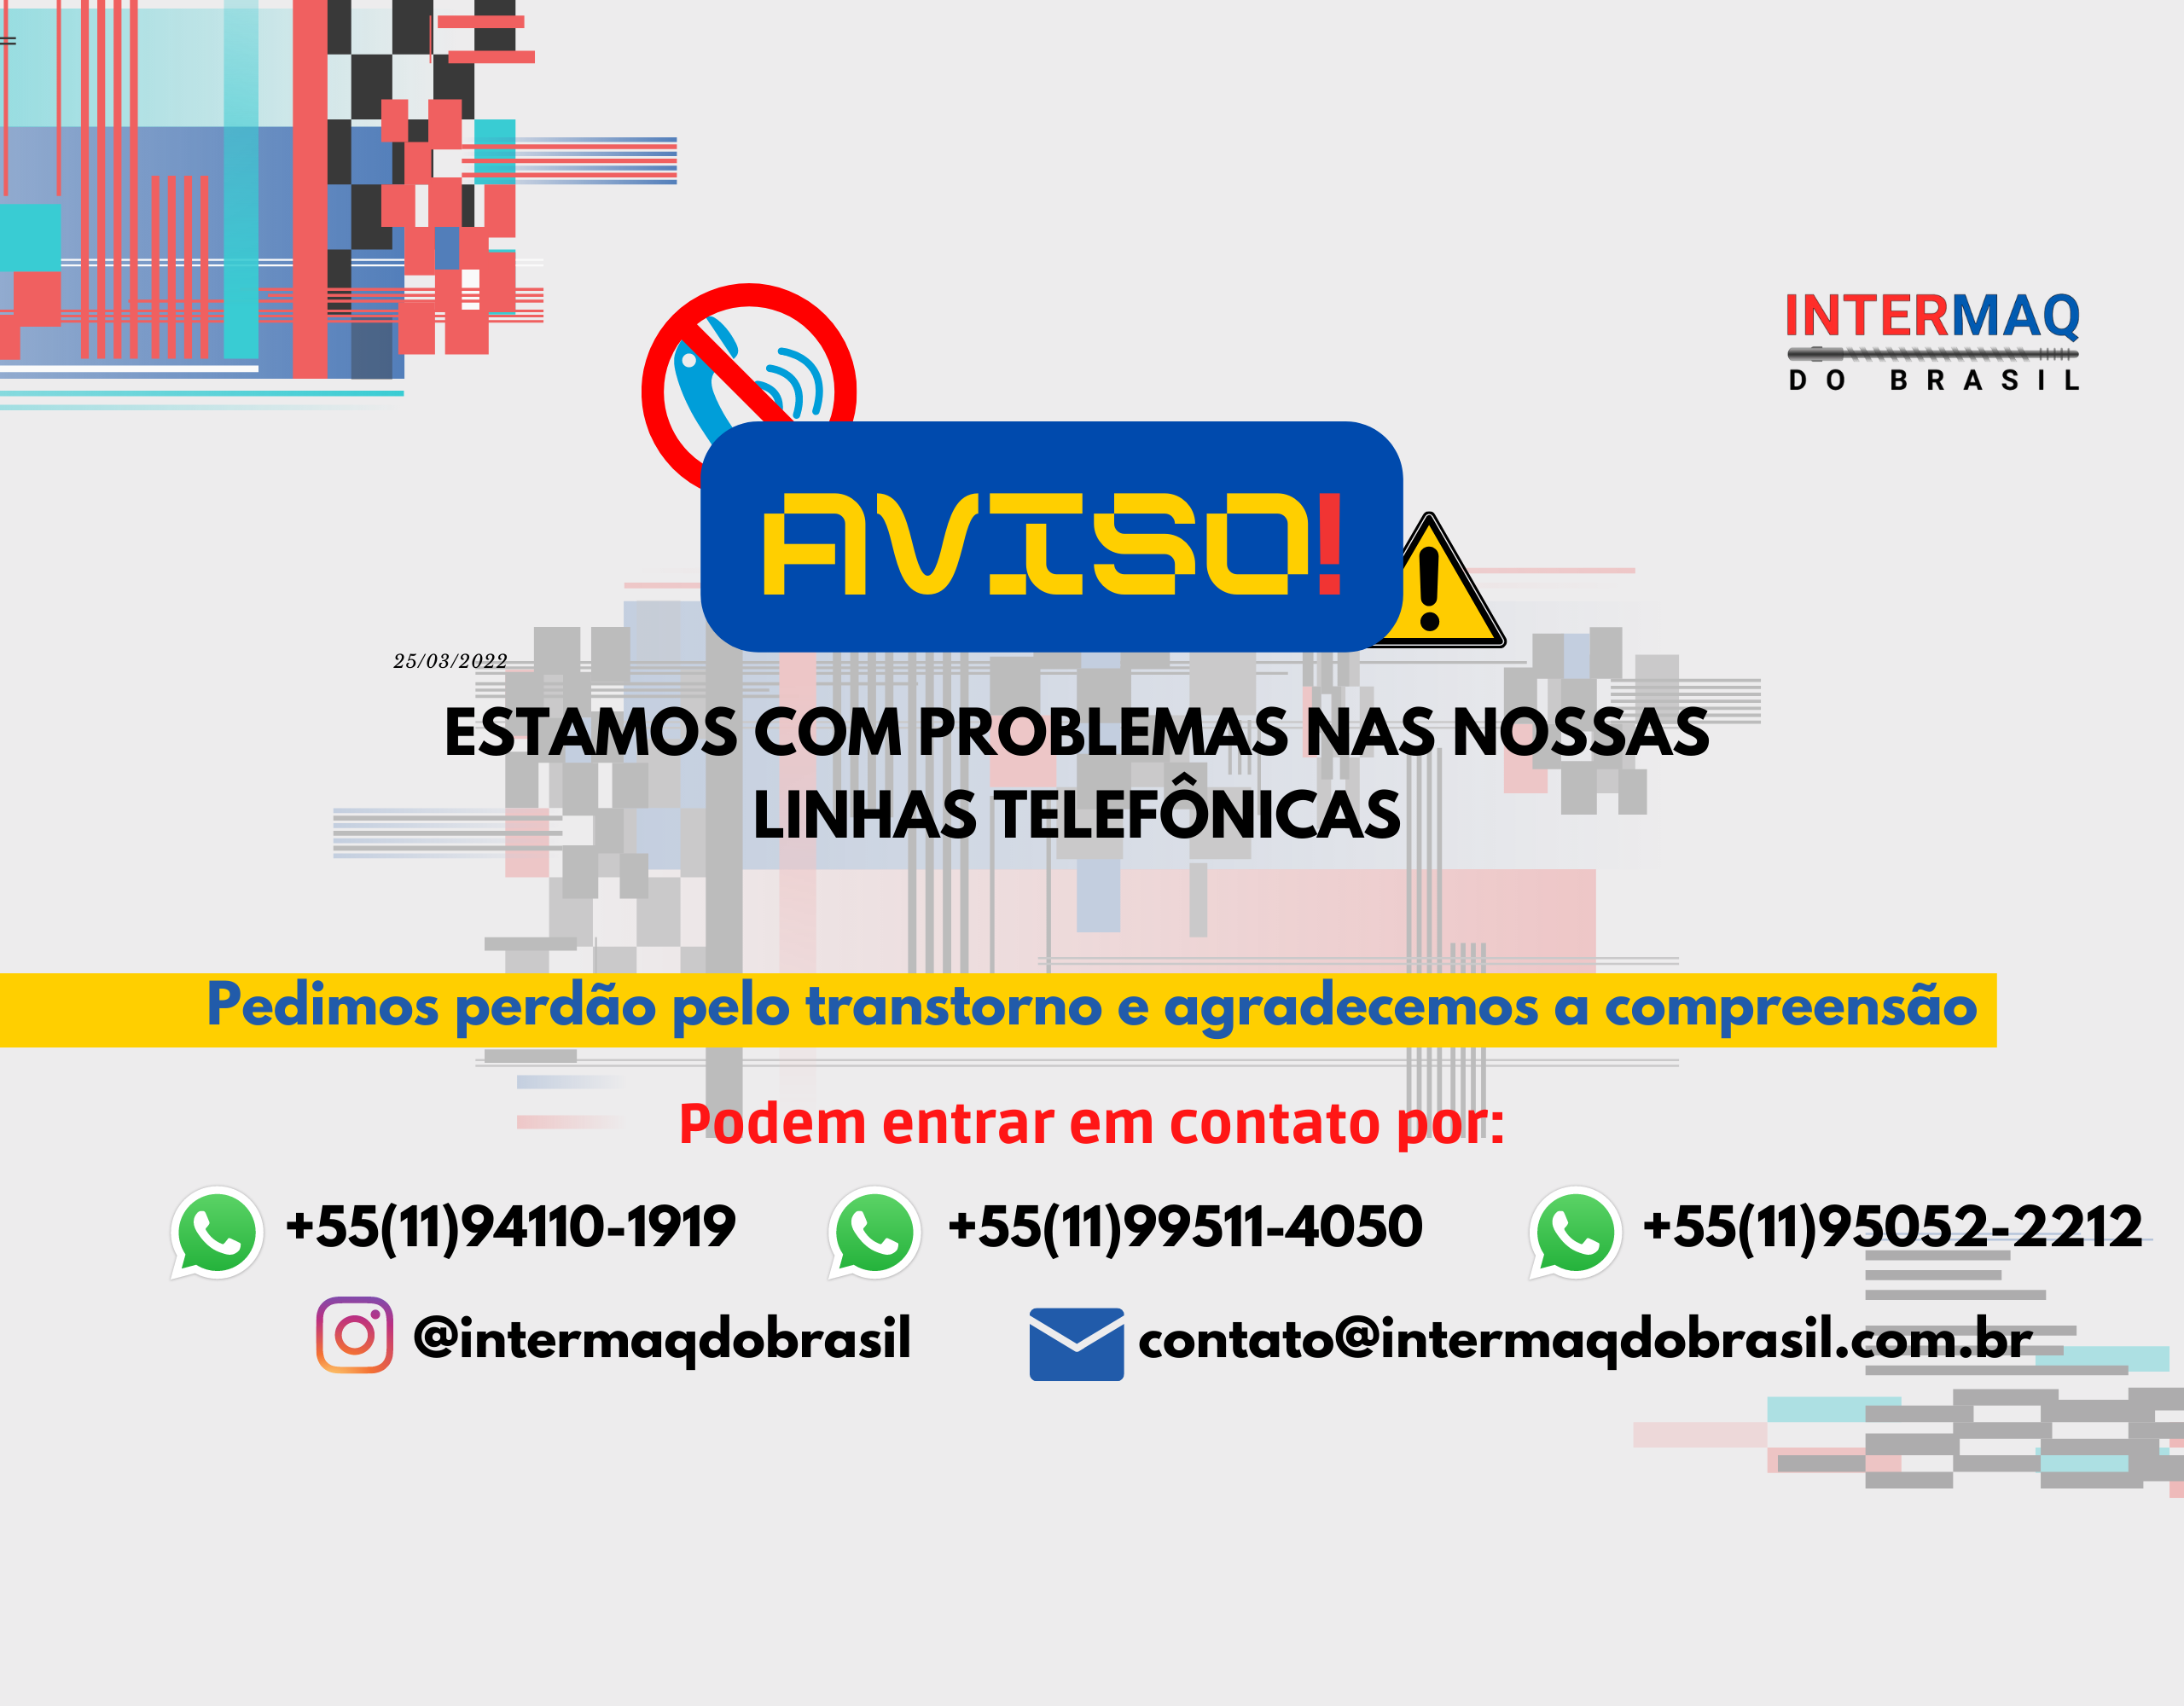 INTERMAQ
DO BRASIL
AVISO!
25/03/2022
ESTAMOS COM PROBLEMAS NAS NOSSAS
LINHAS TELEFÔNICAS
Pedimos perdão pelo transtorno e agradecemos a compreensão
Podem entrar em contato por:
+55(11)94110-1919
+55(11)99511-4050
+55(11)95052-2212
@intermaqdobrasil
contato@intermaqdobrasil.com.br